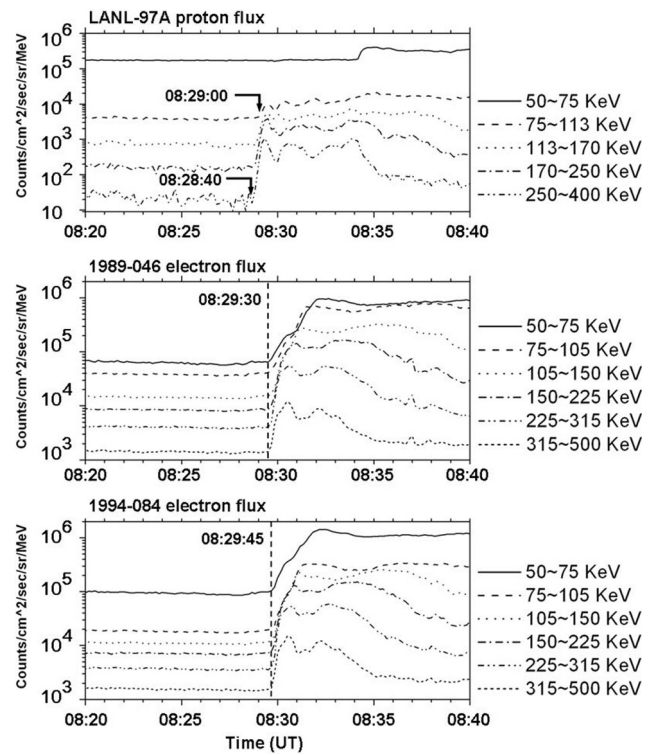 LANL-97A proton flux
Counts/cm^2/sec/sr/MeV
10^6
10^5
10^4
10^3
10^2
10
08:29:00
08:28:40
08:20 08:25 08:30 08:35 08:40
50~75 KeV
75~113 KeV
113~170 KeV
170~250 KeV
250~400 KeV
1989-046 electron flux
Counts/cm^2/sec/sr/MeV
10^6
10^5
10^4
10^3
08:29:30
08:20 08:25 08:30 08:35 08:40
50~75 KeV
75~105 KeV
105~150 KeV
150~225 KeV
225~315 KeV
315~500 KeV
1994-084 electron flux
Counts/cm^2/sec/sr/MeV
10^6
10^5
10^4
10^3
08:29:45
08:20 08:25 08:30 08:35 08:40
Time (UT)
50~75 KeV
75~105 KeV
105~150 KeV
150~225 KeV
225~315 KeV
315~500 KeV